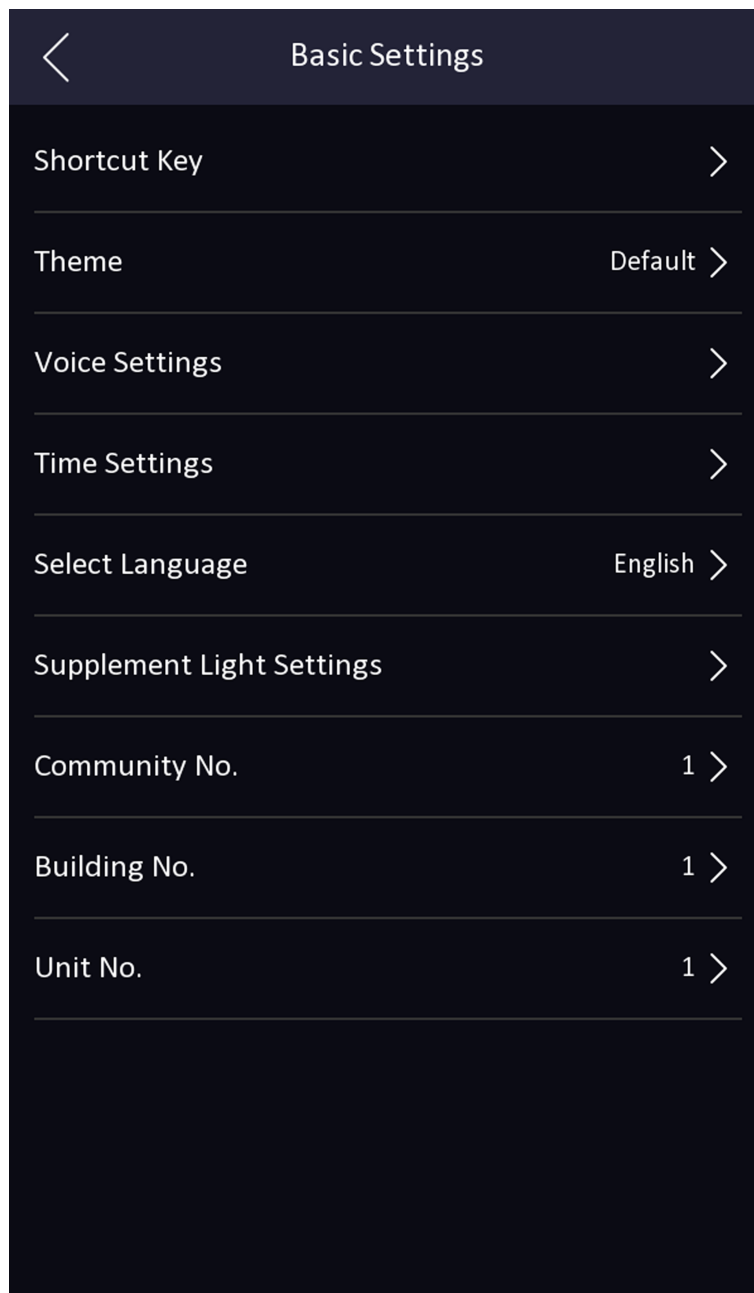 Basic Settings
Shortcut Key
Theme Default
Voice Settings
Time Settings
Select Language English
Supplement Light Settings
Community No. 1
Building No. 1
Unit No. 1